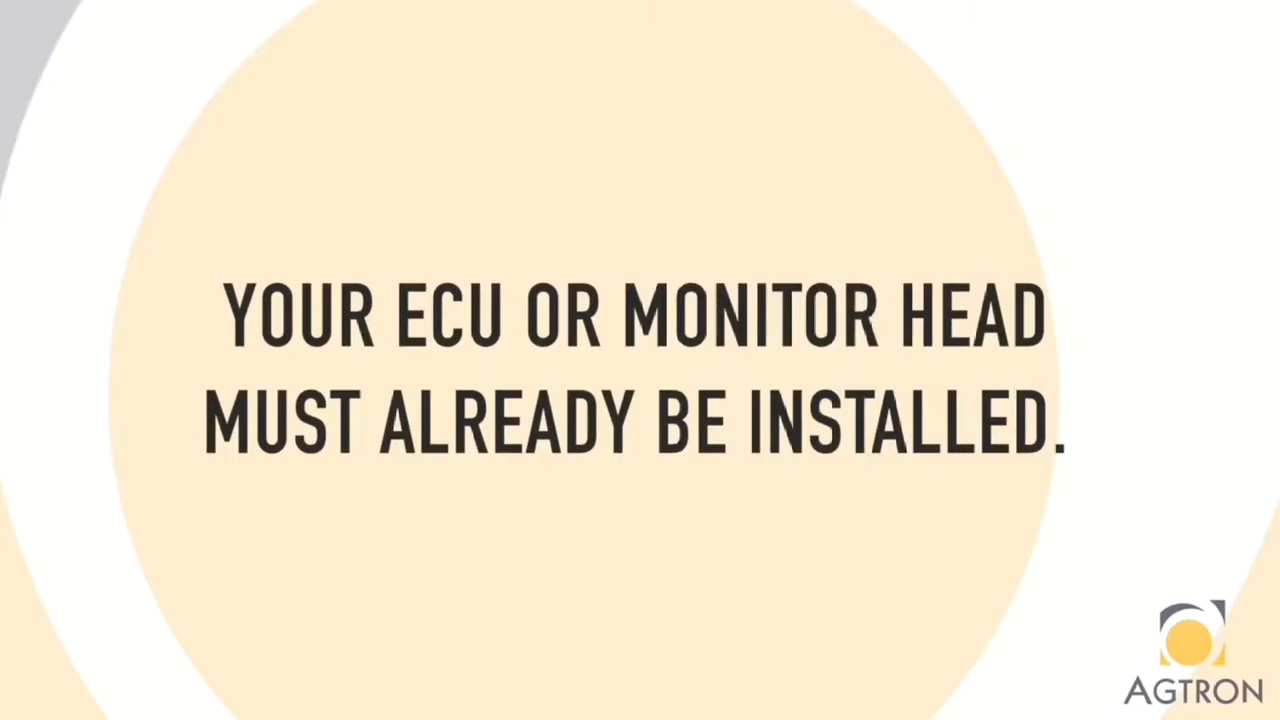 YOUR ECU OR MONITOR HEAD
MUST ALREADY BE INSTALLED.
AGTRON